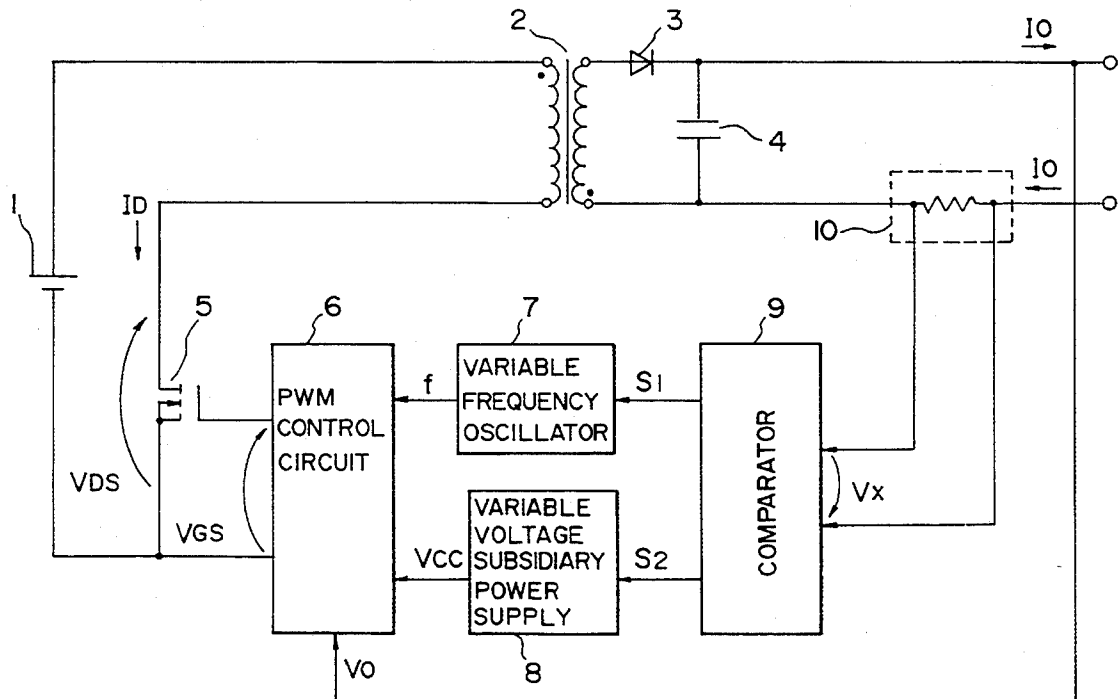 2
3
IO
4
IO
1
ID
10
5
6
7
9
VARIABLE
FREQUENCY
OSCILLATOR
f
S1
PWM
CONTROL
CIRCUIT
COMPARATOR
VX
VDS
VGS
VARIABLE
VOLTAGE
SUBSIDIARY
POWER
SUPPLY
VCC
S2
8
VO